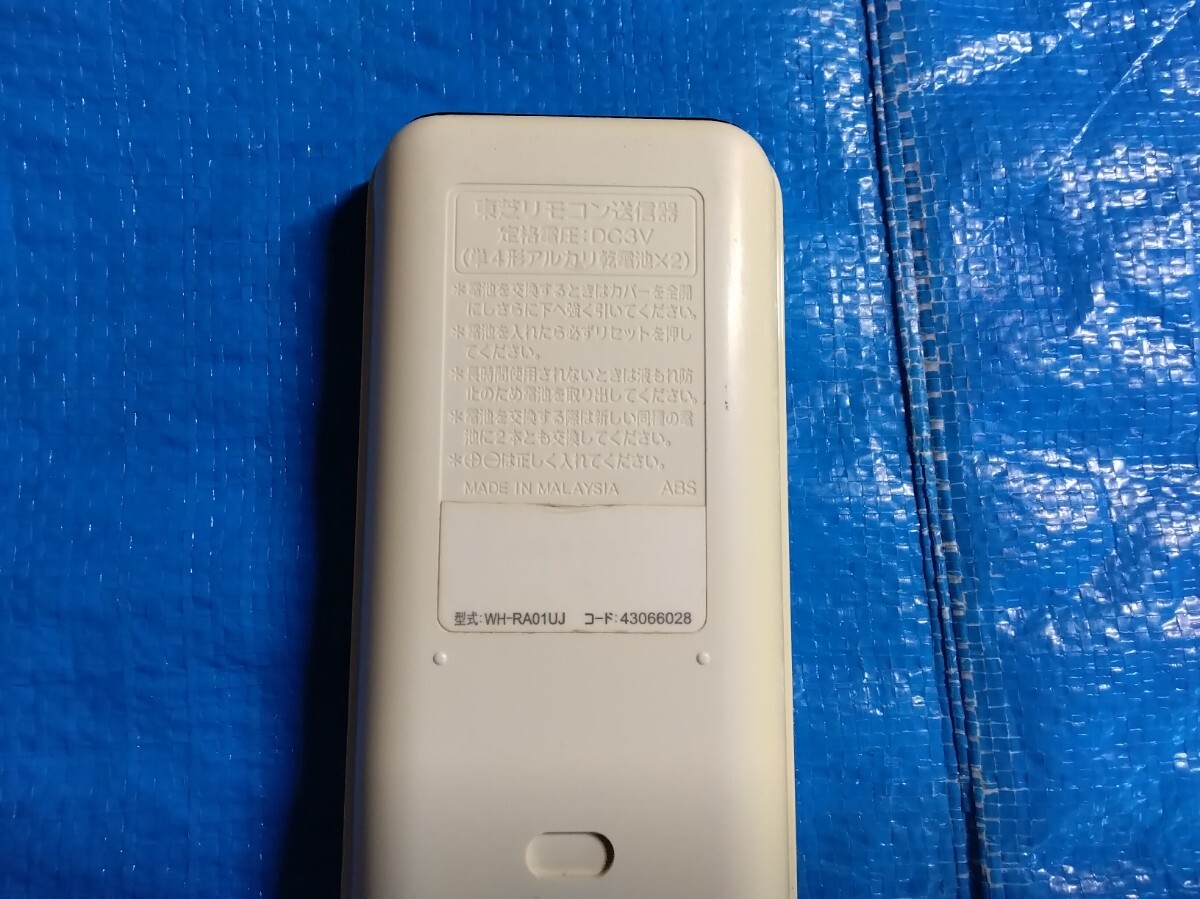 東芝リモコン送信器
定格電圧:DC3V
(単4形アルカリ乾電池×2)
*電池を交換するときはカバーを全開
にしさらに下へ強く引いてください。
*電池を入れたら必ずリセットを押し
てください。
*長時間使用されないときは液もれ防
止のため電池を取り出してください。
*電池を交換する際は新しい同僧の電
池に2本とも交換してください。
*⊕⊖は正しく入れてください。
MADE IN MALAYSIA ABS
型式:WH-RA01UJ コード:43066028